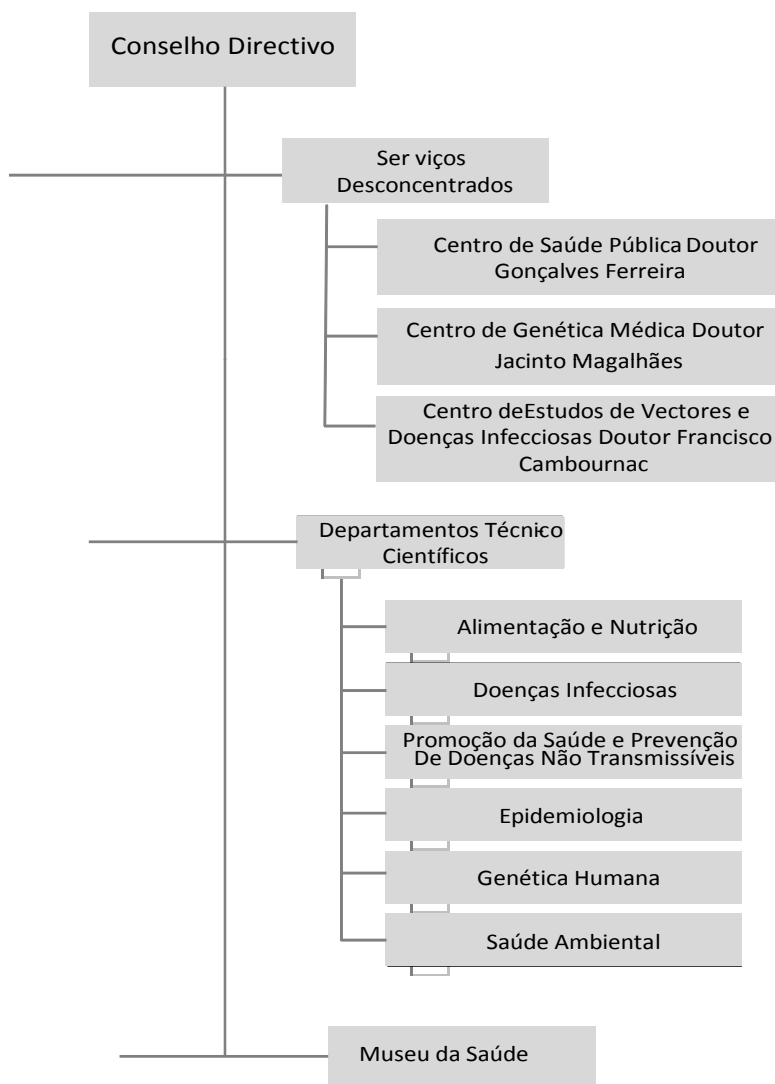 Conselho Directivo
Ser viços
Desconcentrados
Centro de Saúde Pública Doutor
Gonçalves Ferreira
Centro de Genética Médica Doutor
Jacinto Magalhães
Centro deEstudos de Vectores e
Doenças Infecciosas Doutor Francisco
Cambournac
Departamentos Técnico-
Científicos
Alimentação e Nutrição
Doenças Infecciosas
Promoção da Saúde e Prevenção
De Doenças Não Transmissíveis
Epidemiologia
Genética Humana
Saúde Ambiental
Museu da Saúde